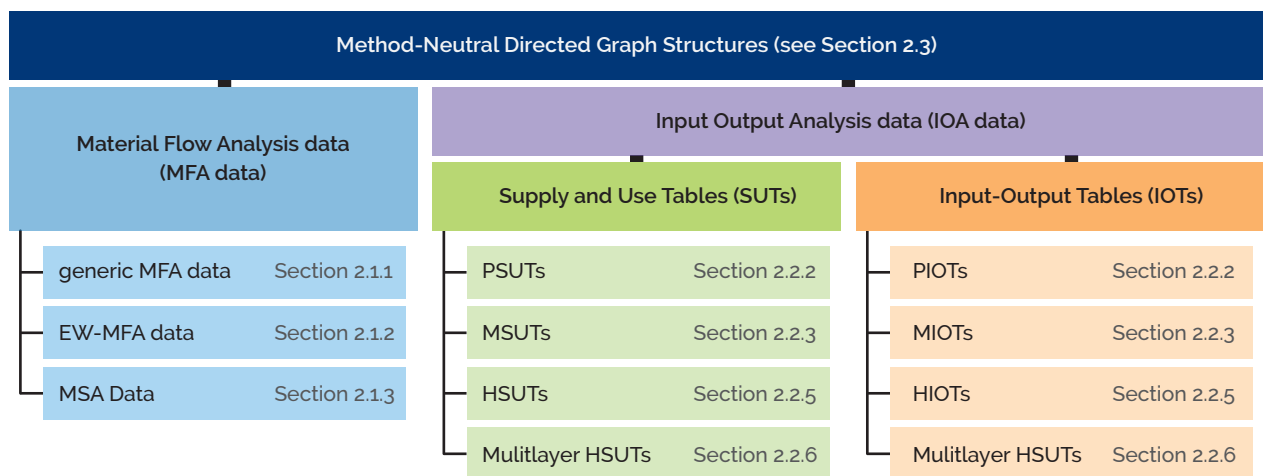 Method-Neutral Directed Graph Structures (see Section 2.3)
Material Flow Analysis data
(MFA data)
generic MFA data Section 2.1.1
EW-MFA data Section 2.1.2
MSA Data Section 2.1.3
Input Output Analysis data (IOA data)
Supply and Use Tables (SUTs)
PSUTs Section 2.2.2
MSUTs Section 2.2.3
HSUTs Section 2.2.5
Mulitlayer HSUTs Section 2.2.6
Input-Output Tables (IOTs)
PIOTs Section 2.2.2
MIOTs Section 2.2.3
HIOTs Section 2.2.5
Mulitlayer HSUTs Section 2.2.6